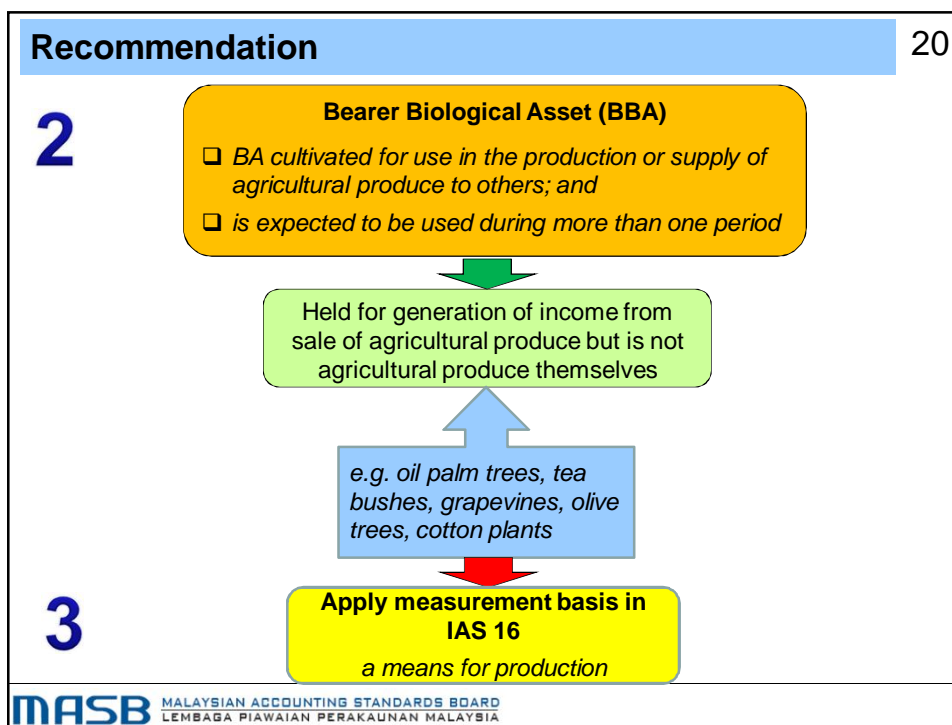 Recommendation
20
2
Bearer Biological Asset (BBA)
❑ BA cultivated for use in the production or supply of
agricultural produce to others; and
❑ is expected to be used during more than one period
Held for generation of income from
sale of agricultural produce but is not
agricultural produce themselves
e.g. oil palm trees, tea
bushes, grapevines, olive
trees, cotton plants
3
Apply measurement basis in
IAS 16
a means for production
MASB
MALAYSIAN ACCOUNTING STANDARDS BOARD
LEMBAGA PIAWAIAN PERAKAUNAN MALAYSIA